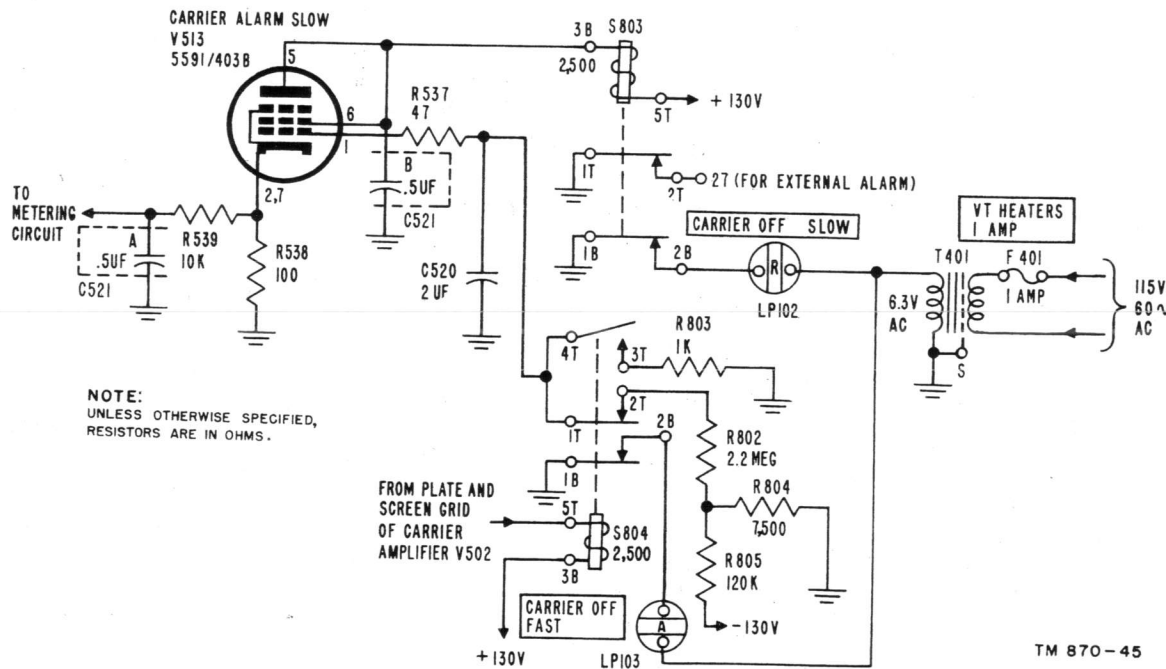 CARRIER ALARM SLOW
V513
5591/403B
5
6
1
2,7
R537
47
TO
METERING
CIRCUIT
A
.5UF
C521
R539
10K
R538
100
B
.5UF
C521
C520
2UF
3B
2,500
S803
5T
+130V
1T
2T
27 (FOR EXTERNAL ALARM)
1B
2B
CARRIER OFF SLOW
R
LP102
VT HEATERS
1 AMP
T401
F401
1 AMP
6.3V
AC
S
115V
60~
AC
4T
3T
R803
1K
2T
1T
2B
1B
R802
2.2 MEG
R804
7,500
R805
120K
-130V
FROM PLATE AND
SCREEN GRID
OF CARRIER
AMPLIFIER V502
5T
S804
2,500
3B
+130V
CARRIER OFF
FAST
A
LP103
NOTE:
UNLESS OTHERWISE SPECIFIED,
RESISTORS ARE IN OHMS.
TM 870-45